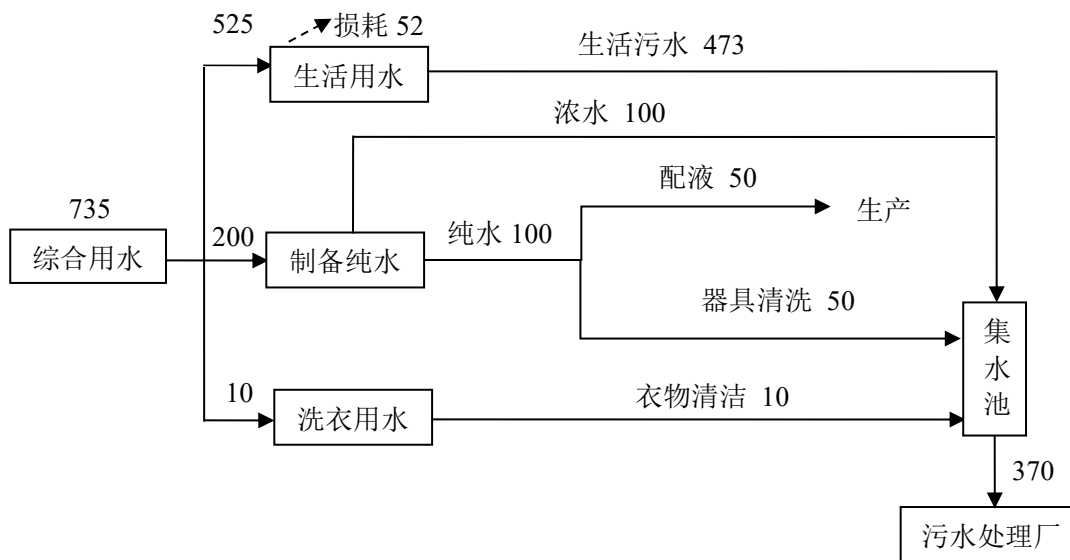 525
损耗 52
生活用水
生活污水 473
浓水 100
配液 50
生产
735
综合用水
200
制备纯水
纯水 100
器具清洗 50
集水池
10
洗衣用水
衣物清洁 10
370
污水处理厂